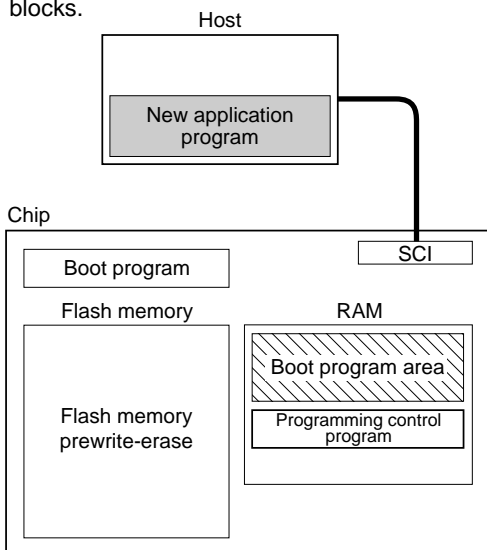 blocks.
Host
New application
program
Chip
SCI
Boot program
Flash memory
RAM
Boot program area
Flash memory
prewrite-erase
Programming control
program